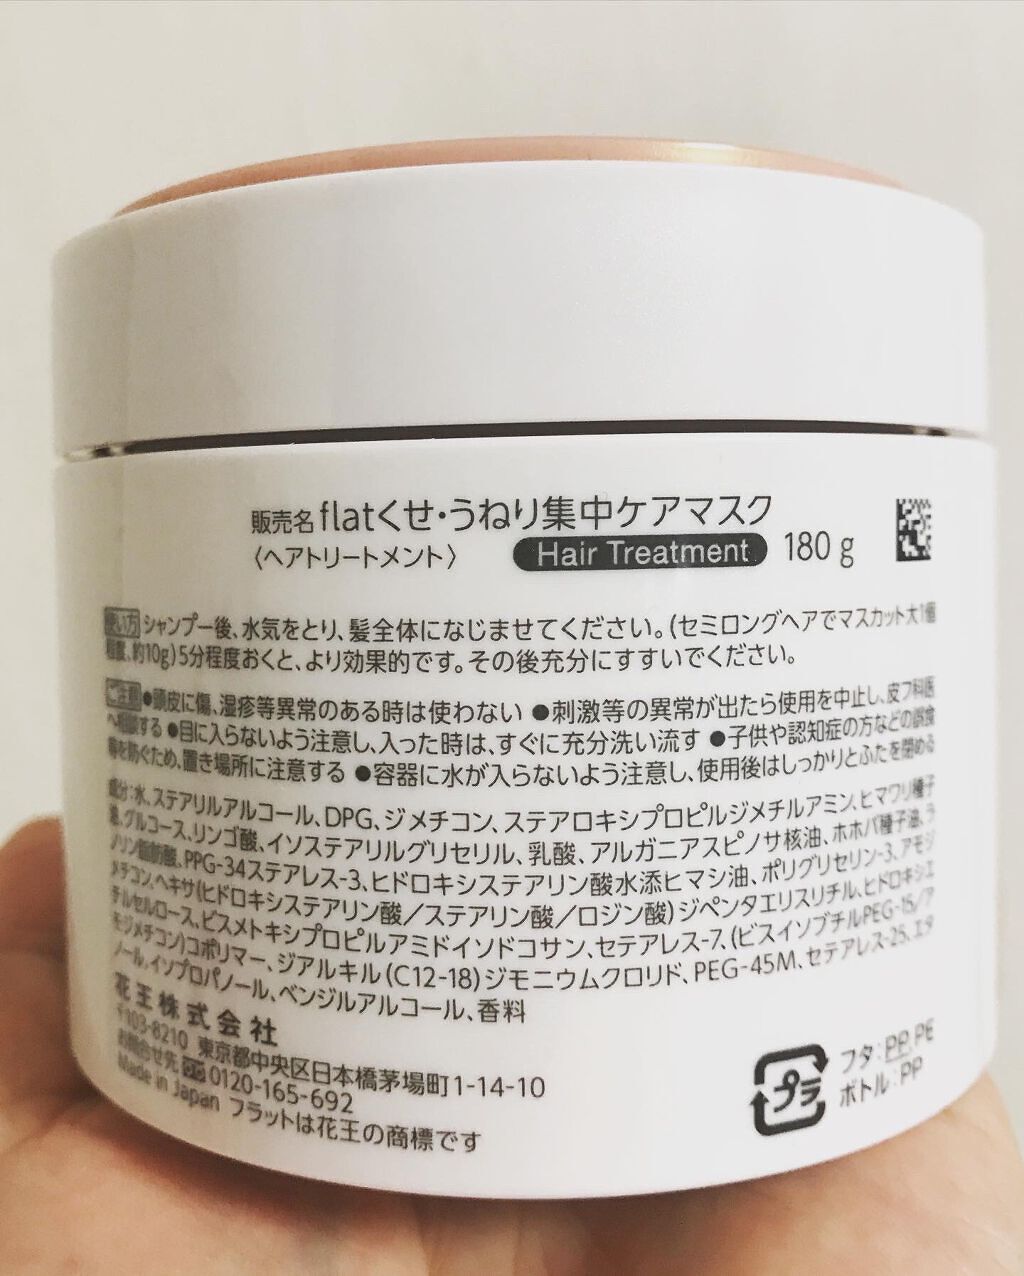 販売名flatくせ・うねり集中ケアマスク
〈ヘアトリートメント〉 Hair Treatment 180 g
使い方 シャンプー後、水気をとり、髪全体になじませてください。(セミロングヘアでマスカット大1個
程度、約10g)5分程度おくと、より効果的です。その後充分にすすいでください。
ご注意 ●頭皮に傷、湿疹等異常のある時は使わない ●刺激等の異常が出たら使用を中止し、皮フ科医
へ相談する ●目に入らないよう注意し、入った時は、すぐに充分洗い流す ●子供や認知症の方などの誤食
等を防ぐため、置き場所に注意する ●容器に水が入らないよう注意し、使用後はしっかりとふたを閉める
成分:水、ステアリルアルコール、DPG、ジメチコン、ステアロキシプロピルジメチルアミン、ヒマワリ種子
油、グルコース、リンゴ酸、イソステアリルグリセリル、乳酸、アルガニアスピノサ核油、ホホバ種子油、ラ
ノリン脂肪酸、PPG-34ステアレス-3、ヒドロキシステアリン酸水添ヒマシ油、ポリグリセリン-3、アモジ
メチコン、ヘキサ(ヒドロキシステアリン酸/ステアリン酸/ロジン酸)ジペンタエリスリチル、ヒドロキシエ
チルセルロース、ビスメトキシプロピルアミドイソドコサン、セテアレス-7、(ビスイソブチルPEG-15/ア
モジメチコン)コポリマー、ジアルキル(C12-18)ジモニウムクロリド、PEG-45M、セテアレス-25、エタ
ノール、イソプロパノール、ベンジルアルコール、香料
花王株式会社
〒103-8210 東京都中央区日本橋茅場町1-14-10
お問合せ先 0120-165-692
Made in Japan フラットは花王の商標です
プラ フタ:PP, PE
ボトル:PP